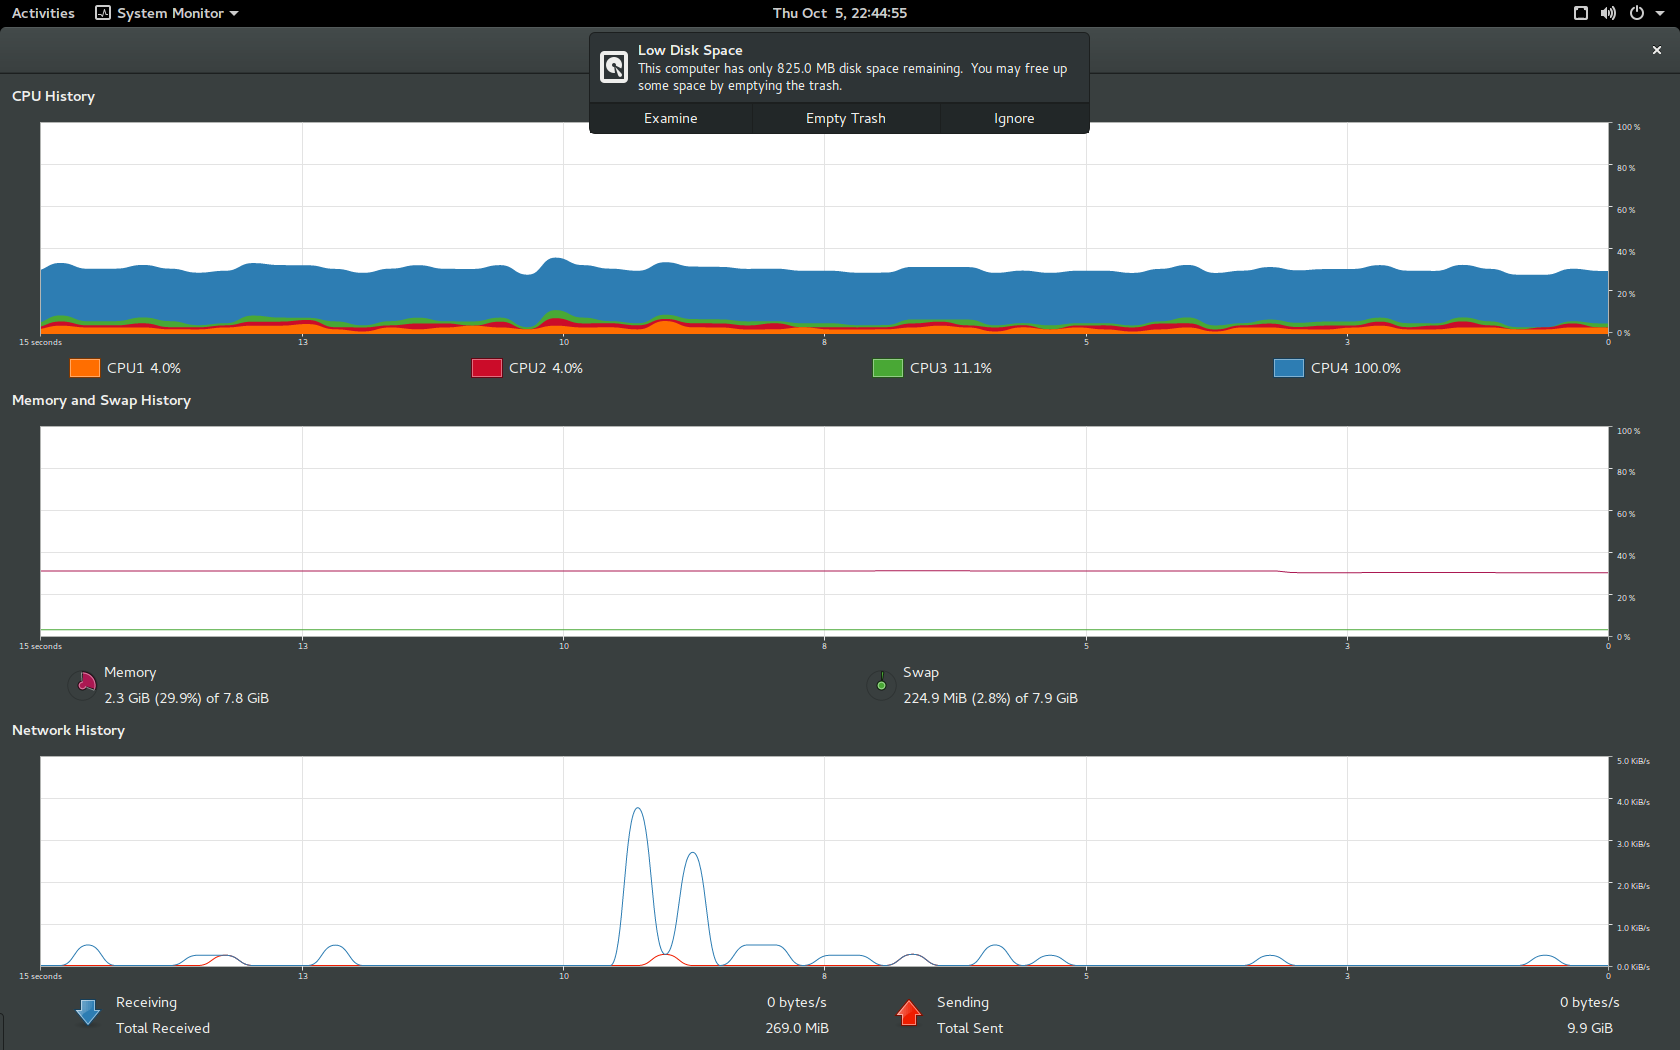 Activities System Monitor Thu Oct 5, 22:44:55
Low Disk Space
This computer has only 825.0 MB disk space remaining. You may free up
some space by emptying the trash.
Examine Empty Trash Ignore
CPU History
100 %
80 %
60 %
40 %
20 %
0 %
15 seconds 13 10 8 5 3 0
CPU1 4.0% CPU2 4.0% CPU3 11.1% CPU4 100.0%
Memory and Swap History
100 %
80 %
60 %
40 %
20 %
0 %
15 seconds 13 10 8 5 3 0
Memory Swap
2.3 GiB (29.9%) of 7.8 GiB 224.9 MiB (2.8%) of 7.9 GiB
Network History
5.0 KiB/s
4.0 KiB/s
3.0 KiB/s
2.0 KiB/s
1.0 KiB/s
0.0 KiB/s
15 seconds 13 10 8 5 3 0
Receiving 0 bytes/s Sending 0 bytes/s
Total Received 269.0 MiB Total Sent 9.9 GiB